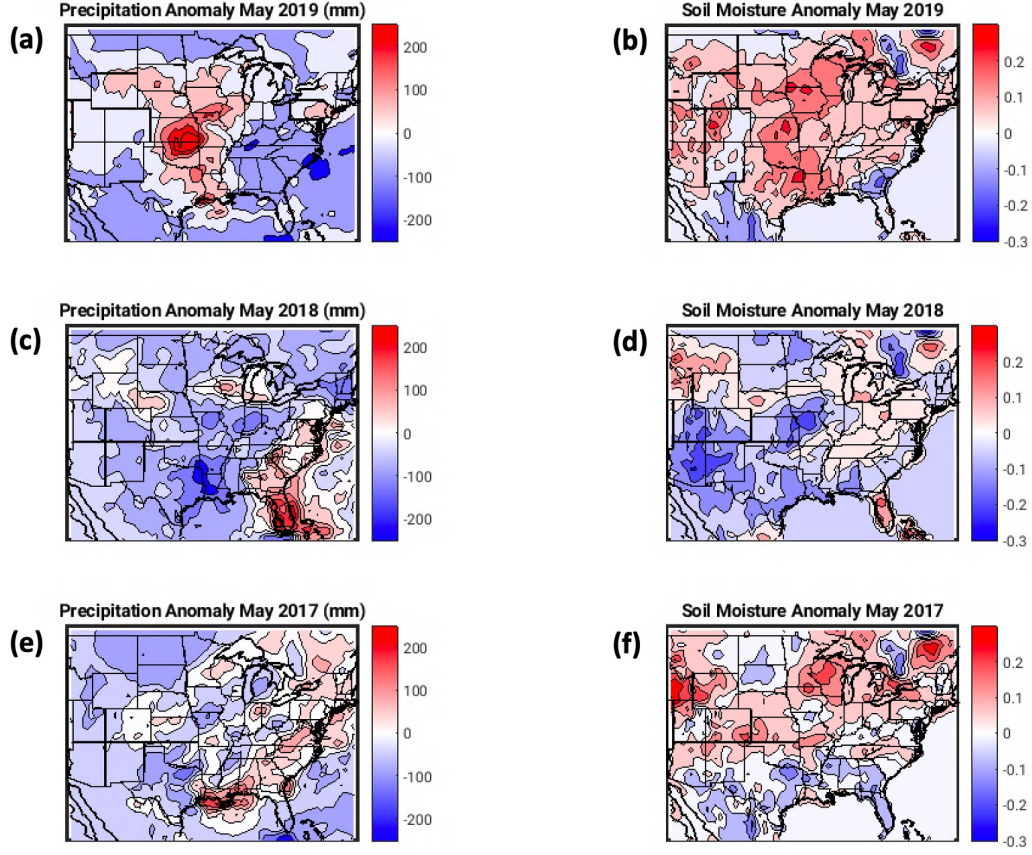 Precipitation Anomaly May 2019 (mm)
(a)
200
100
0
-100
-200
Soil Moisture Anomaly May 2019
(b)
0.2
0.1
0
-0.1
-0.2
-0.3
Precipitation Anomaly May 2018 (mm)
(c)
200
100
0
-100
-200
Soil Moisture Anomaly May 2018
(d)
0.2
0.1
0
-0.1
-0.2
-0.3
Precipitation Anomaly May 2017 (mm)
(e)
200
100
0
-100
-200
Soil Moisture Anomaly May 2017
(f)
0.2
0.1
0
-0.1
-0.2
-0.3